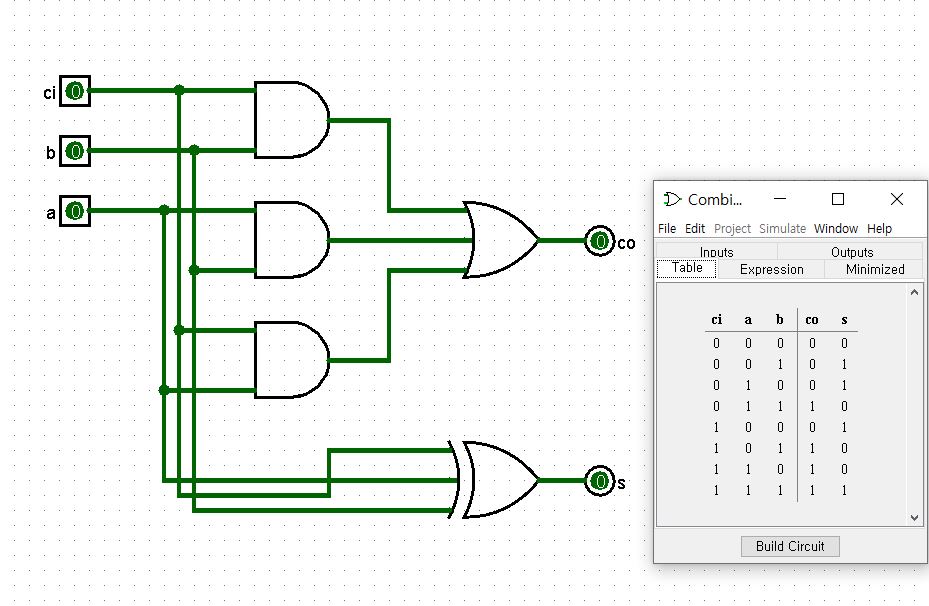 ci 0
b 0
a 0
0 co
0 s
Combi...
File Edit Project Simulate Window Help
Inputs Outputs
Table Expression Minimized
ci a b co s
0 0 0 0 0
0 0 1 0 1
0 1 0 0 1
0 1 1 1 0
1 0 0 0 1
1 0 1 1 0
1 1 0 1 0
1 1 1 1 1
Build Circuit